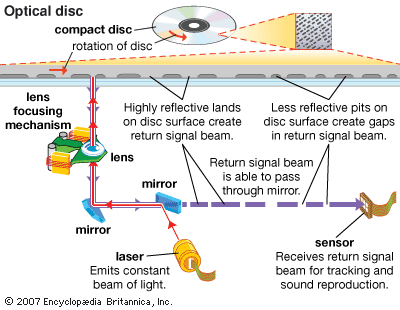 Optical disc
compact disc
rotation of disc
lens
focusing
mechanism
Highly reflective lands
on disc surface create
return signal beam.
Less reflective pits on
disc surface create gaps
in return signal beam.
lens
Return signal beam
is able to pass
through mirror.
mirror
mirror
laser
Emits constant
beam of light.
sensor
Receives return signal
beam for tracking and
sound reproduction.
© 2007 Encyclopædia Britannica, Inc.